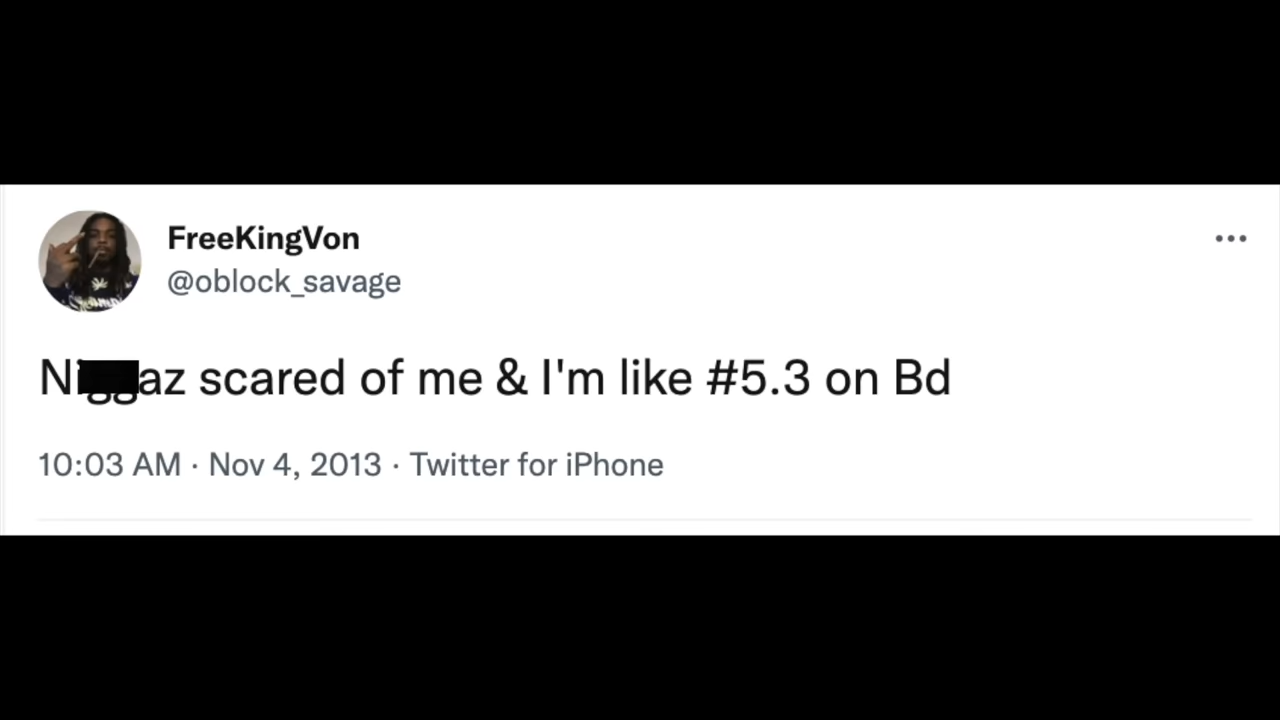 FreeKingVon
@oblock_savage
Niggaz scared of me & I'm like #5.3 on Bd
10:03 AM · Nov 4, 2013 · Twitter for iPhone